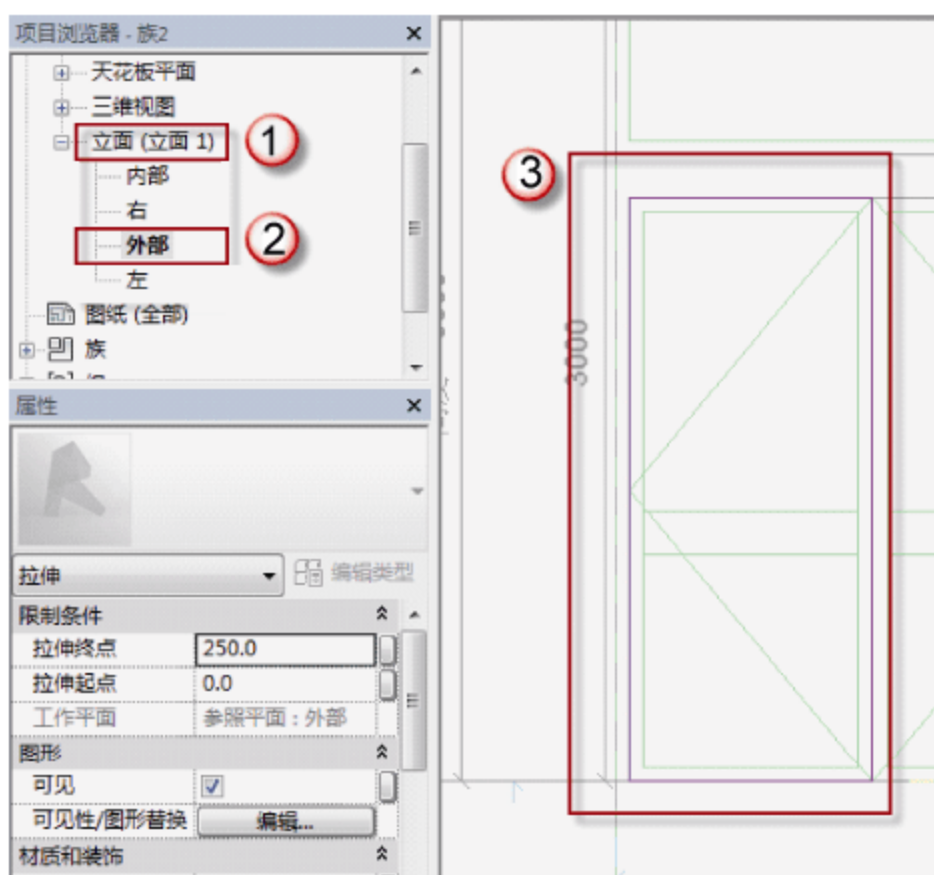 项目浏览器 - 族2
天花板平面
三维视图
立面 (立面 1)
1
内部
右
外部
2
左
图纸 (全部)
族
属性
拉伸
编辑类型
限制条件
拉伸终点 250.0
拉伸起点 0.0
工作平面 参照平面 : 外部
图形
可见
可见性/图形替换 编辑...
材质和装饰
3
3000